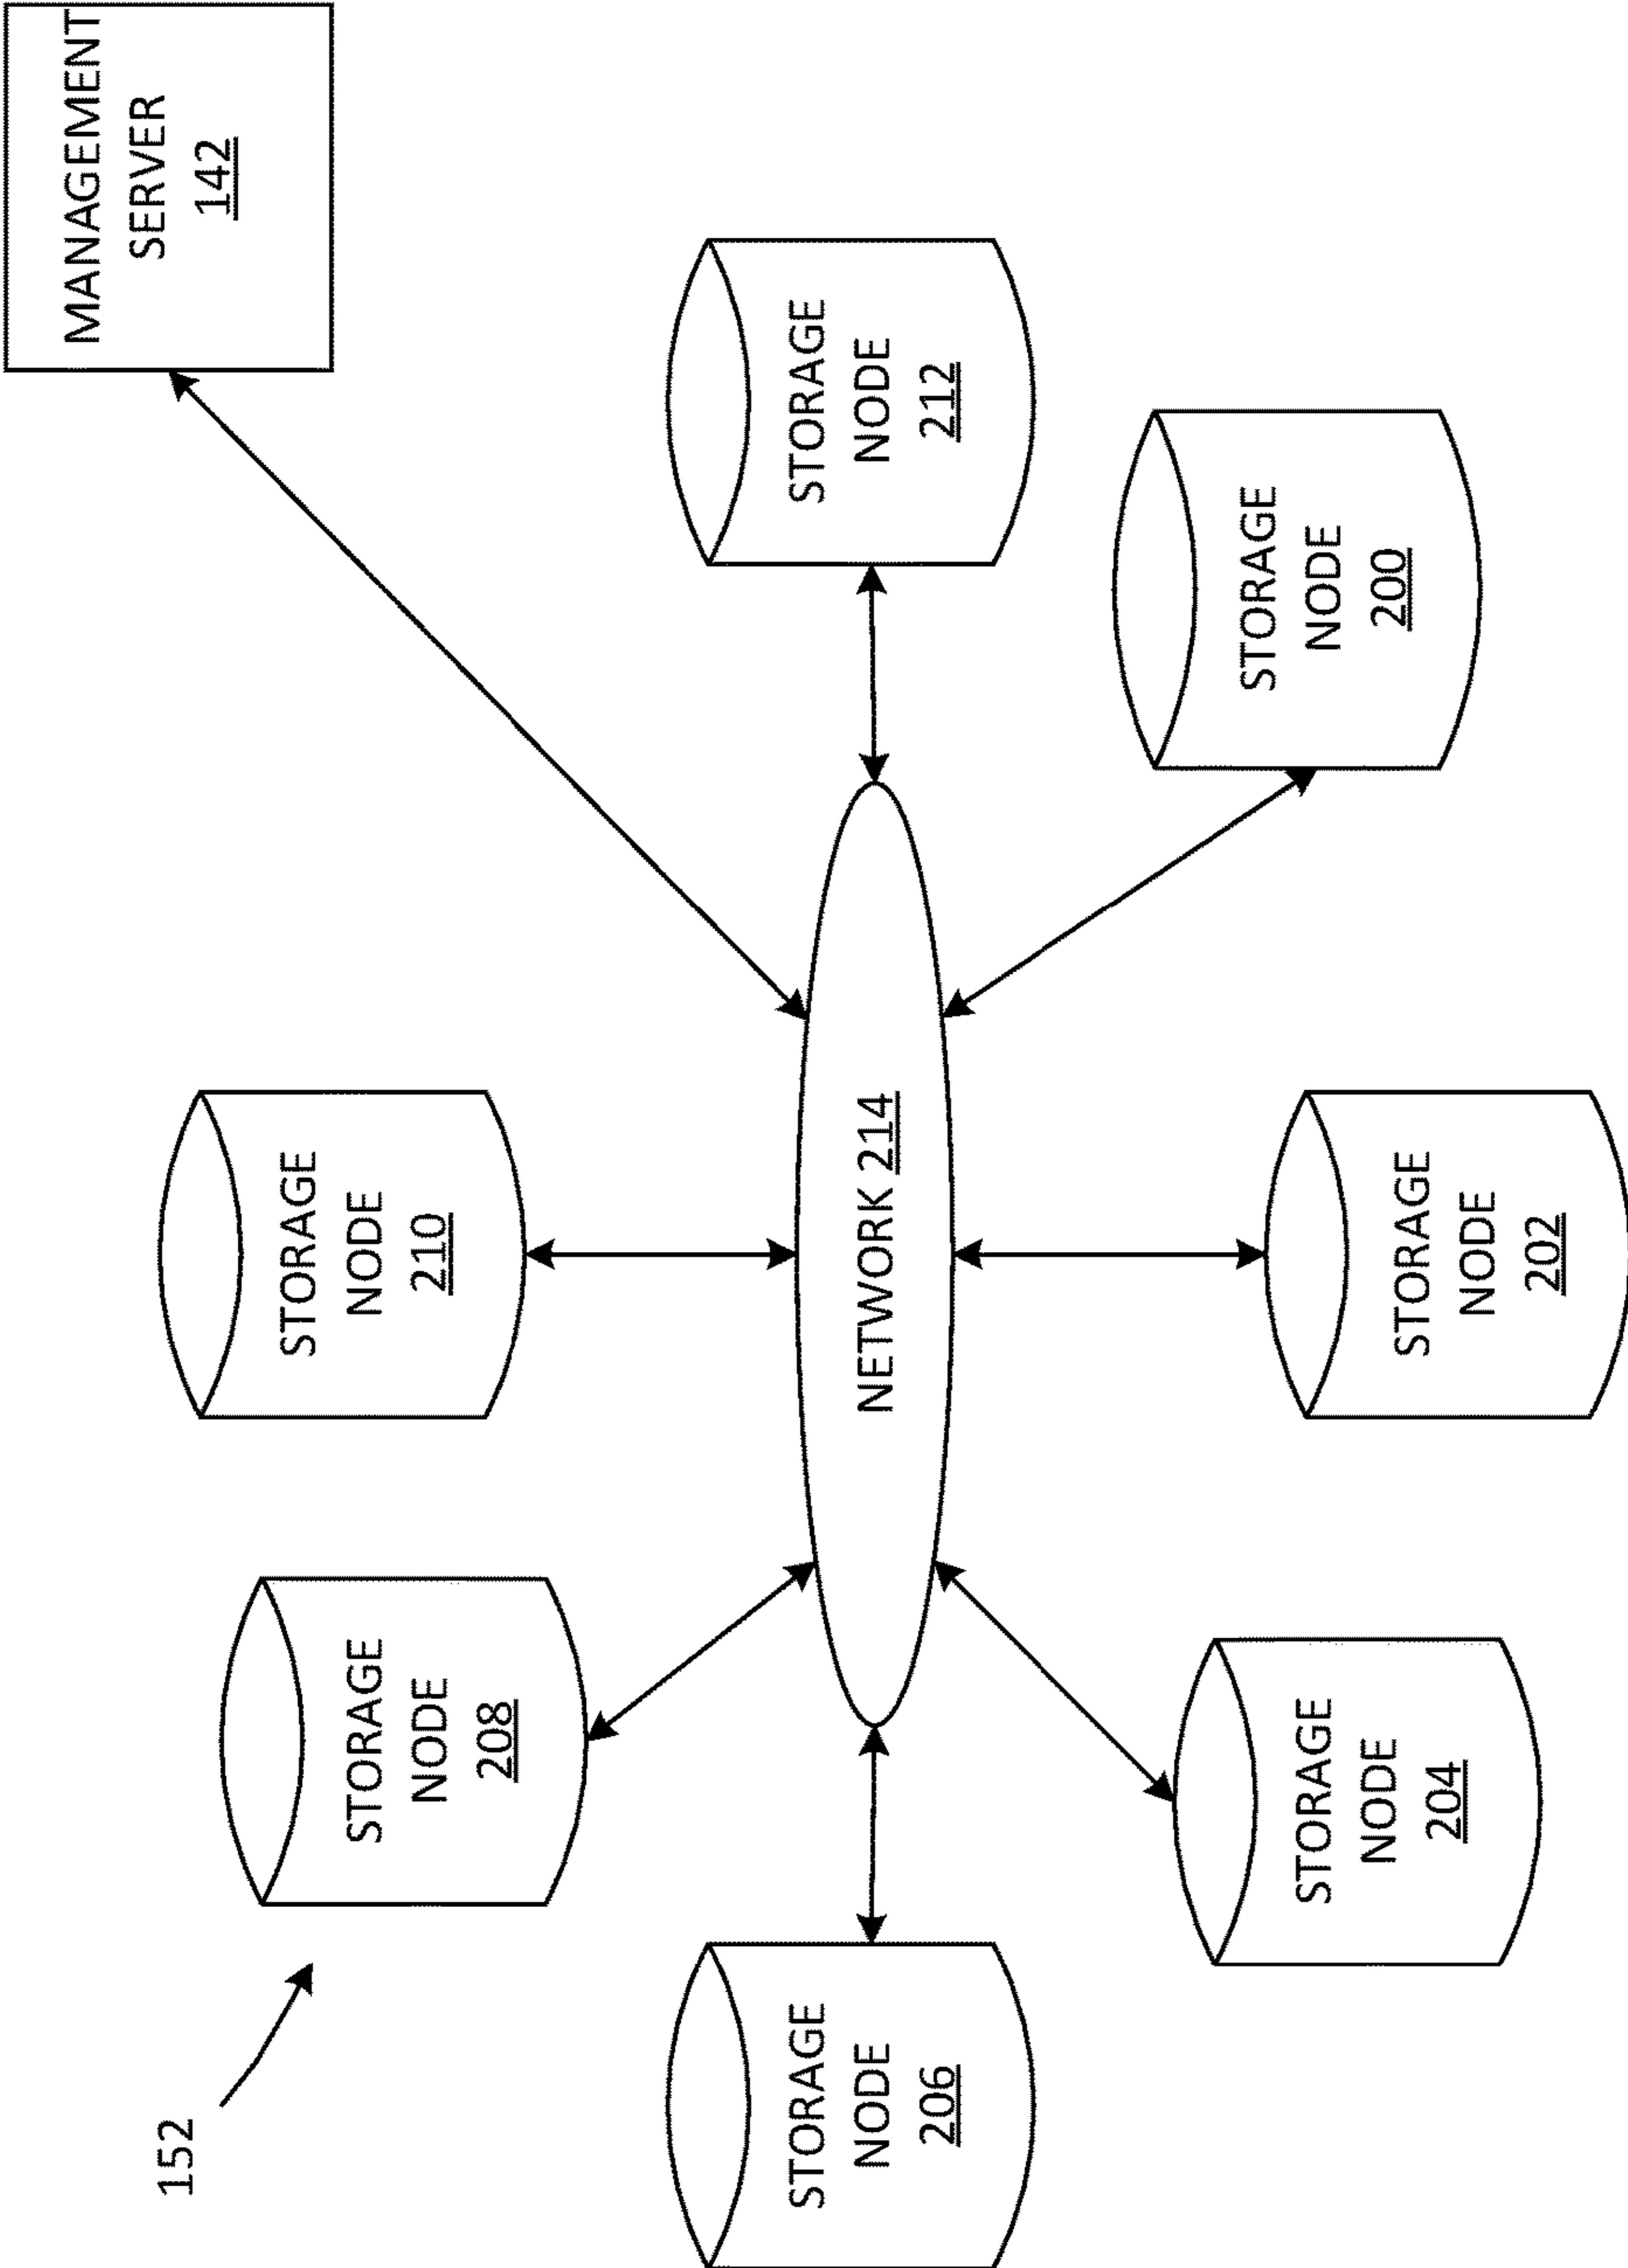 MANAGEMENT
SERVER
142
152
STORAGE
NODE
210
STORAGE
NODE
208
STORAGE
NODE
206
NETWORK 214
STORAGE
NODE
212
STORAGE
NODE
204
STORAGE
NODE
202
STORAGE
NODE
200